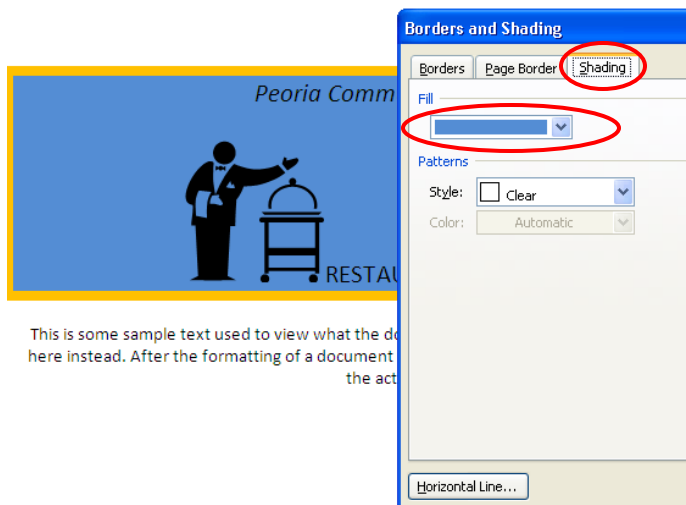 Peoria Comm
RESTAU
This is some sample text used to view what the do
here instead. After the formatting of a document
the act
Borders and Shading
Borders Page Border Shading
Fill
Patterns
Style: Clear
Color: Automatic
Horizontal Line...